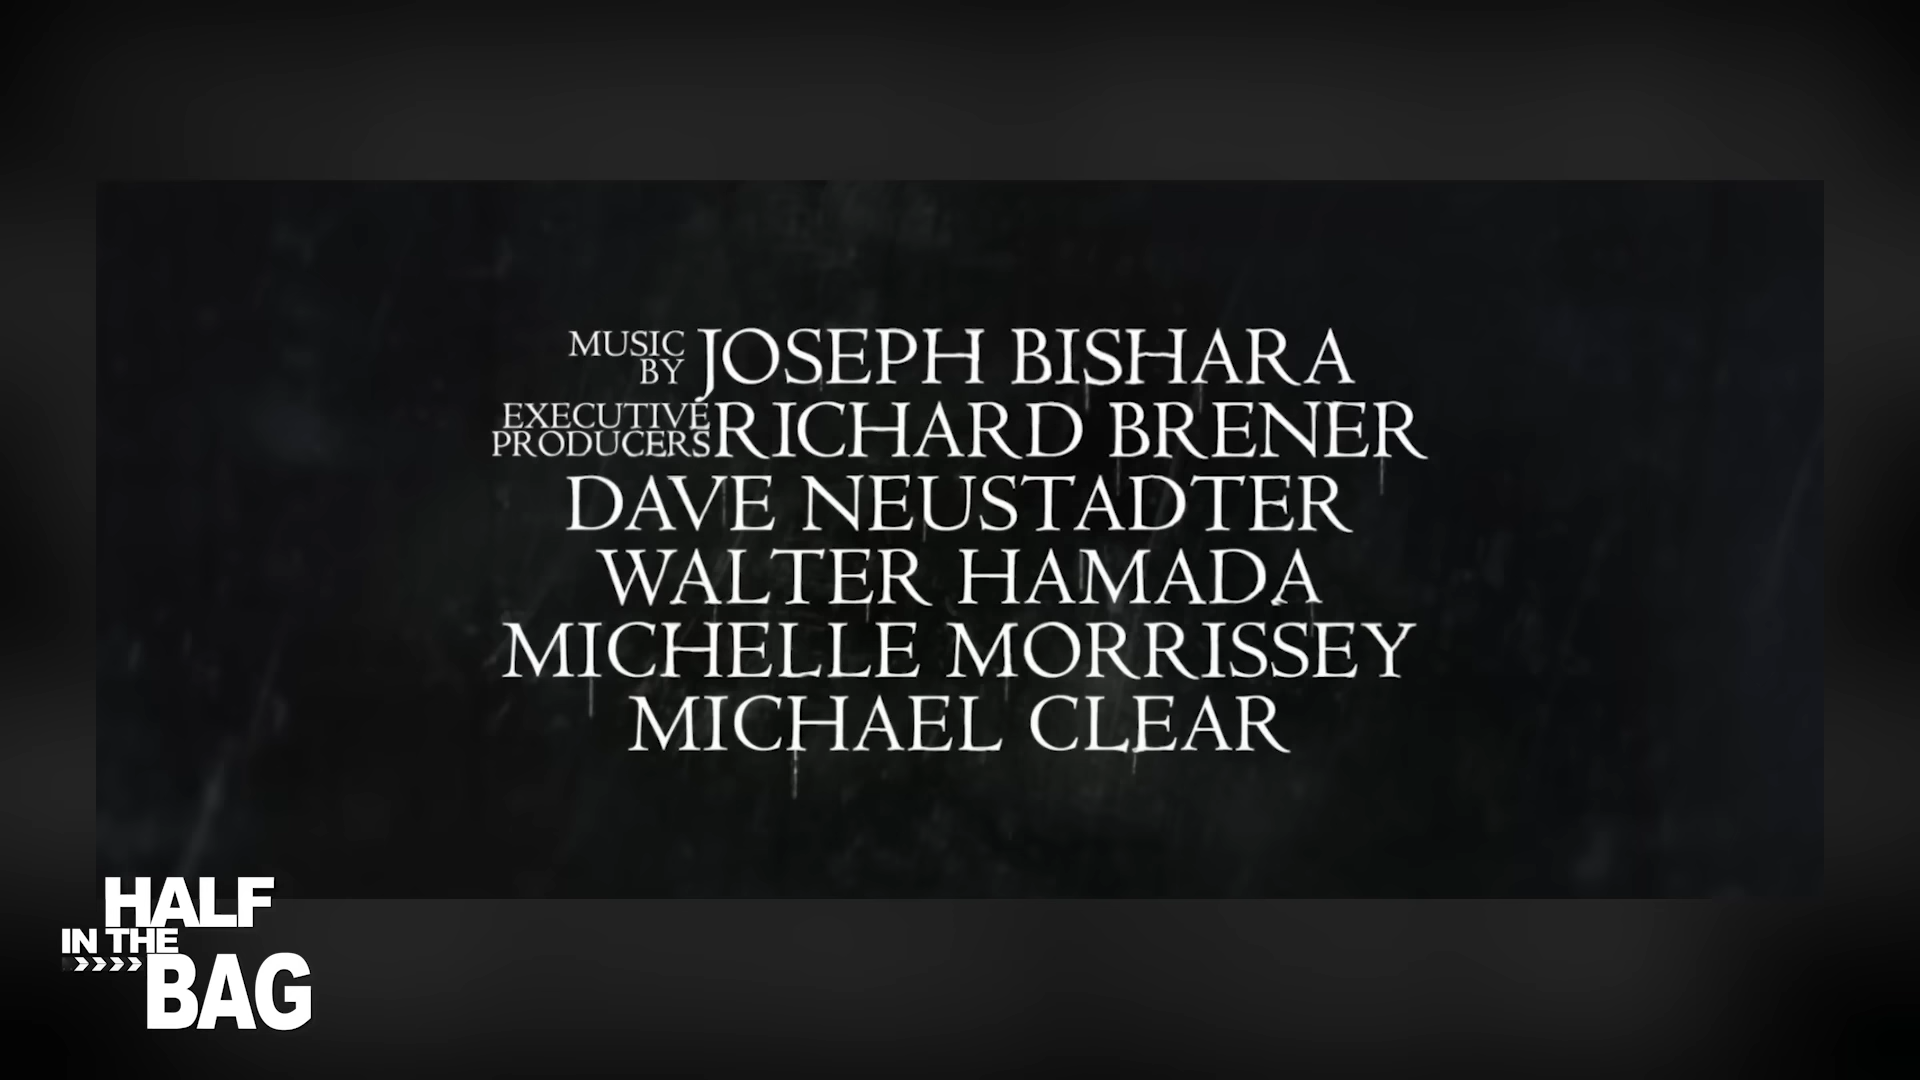 MUSIC BY JOSEPH BISHARA
EXECUTIVE PRODUCERS RICHARD BRENER
DAVE NEUSTADTER
WALTER HAMADA
MICHELLE MORRISSEY
MICHAEL CLEAR
HALF
IN THE
BAG